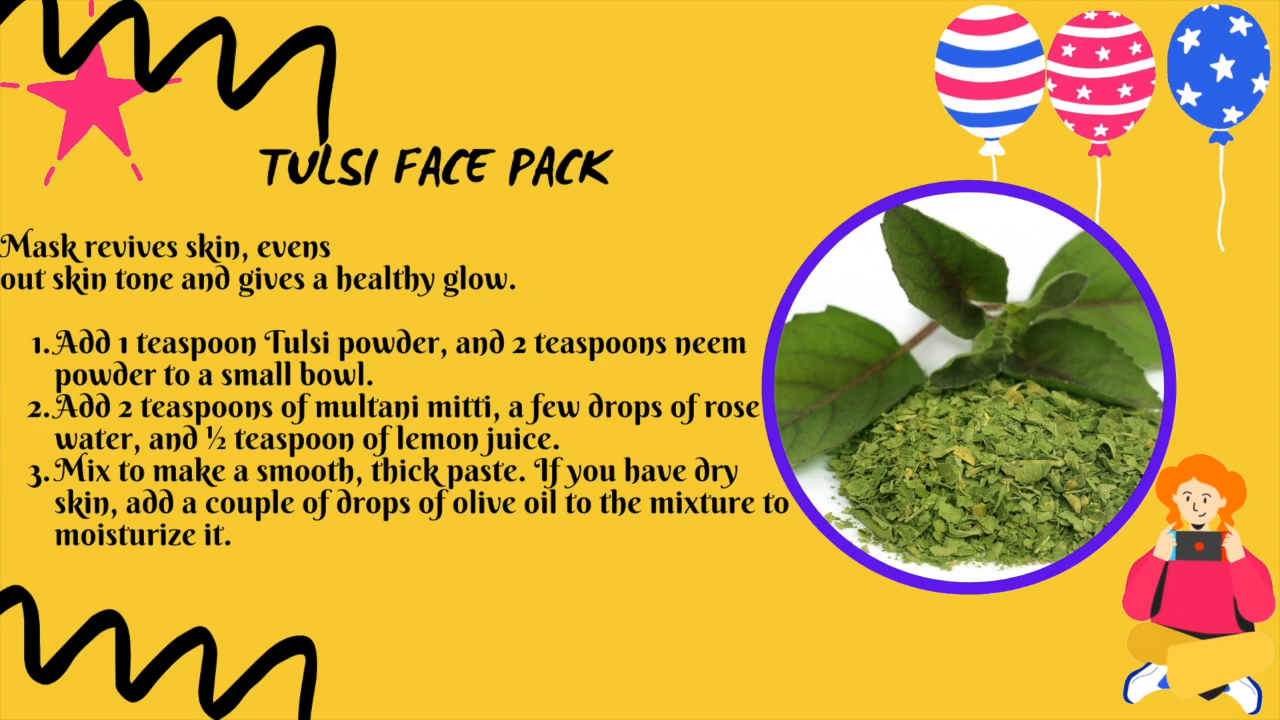 TULSI FACE PACK
Mask revives skin, evens
out skin tone and gives a healthy glow.
1. Add 1 teaspoon Tulsi powder, and 2 teaspoons neem
powder to a small bowl.
2. Add 2 teaspoons of multani mitti, a few drops of rose
water, and ½ teaspoon of lemon juice.
3. Mix to make a smooth, thick paste. If you have dry
skin, add a couple of drops of olive oil to the mixture to
moisturize it.